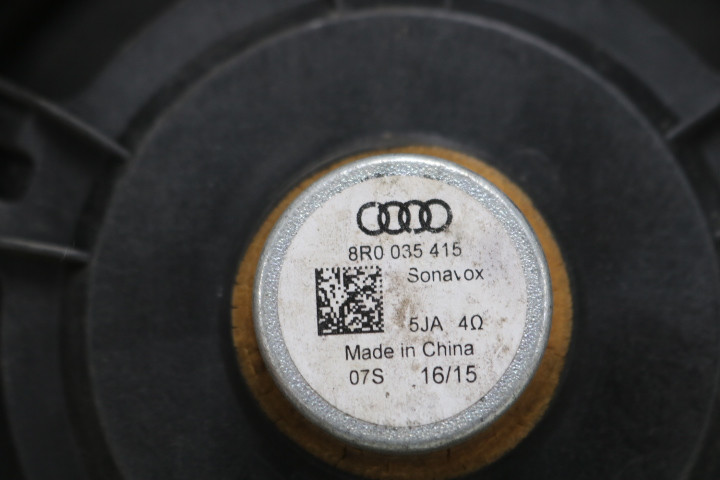 8R0 035 415
Sonavox
5JA 4Ω
Made in China
07S 16/15